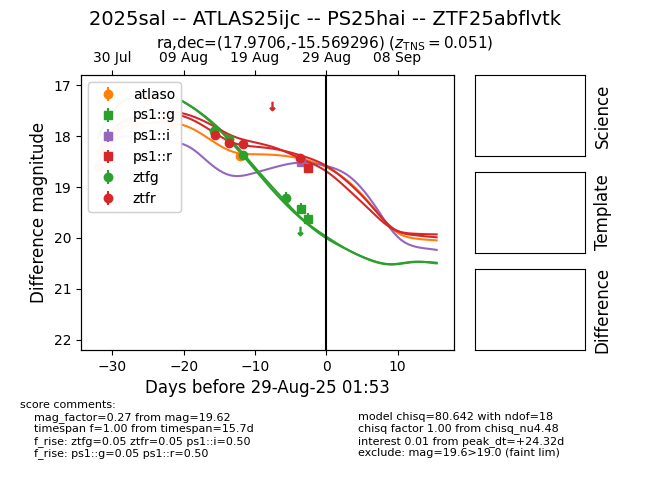 2025sal -- ATLAS25ijc -- PS25hai -- ZTF25abflvtk
ra,dec=(17.9706,-15.569296) (z_TNS = 0.051)
30 Jul 09 Aug 19 Aug 29 Aug 08 Sep
17
18
19
20
21
22
Difference magnitude
atlaso
ps1::g
ps1::i
ps1::r
ztfg
ztfr
−30 −20 −10 0 10
Days before 29-Aug-25 01:53
Science
Template
Difference
score comments:
mag_factor=0.27 from mag=19.62
timespan f=1.00 from timespan=15.7d
f_rise: ztfg=0.05 ztfr=0.05 ps1::i=0.50
f_rise: ps1::g=0.05 ps1::r=0.50
model chisq=80.642 with ndof=18
chisq factor 1.00 from chisq_nu4.48
interest 0.01 from peak_dt=+24.32d
exclude: mag=19.6>19.0 (faint lim)